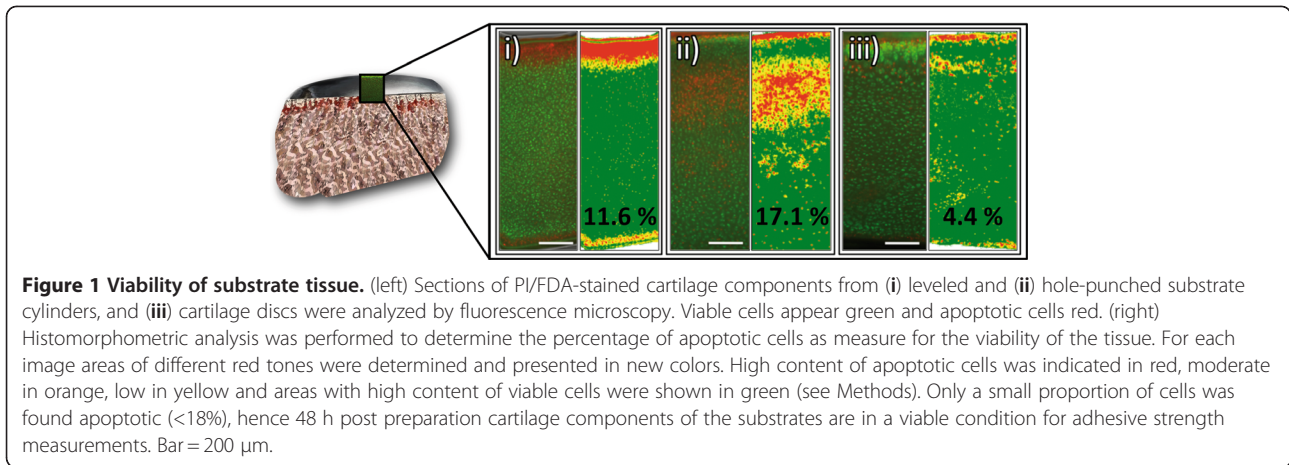 i)
ii)
iii)
11.6 %
17.1 %
4.4 %
Figure 1 Viability of substrate tissue. (left) Sections of PI/FDA-stained cartilage components from (i) leveled and (ii) hole-punched substrate
cylinders, and (iii) cartilage discs were analyzed by fluorescence microscopy. Viable cells appear green and apoptotic cells red. (right)
Histomorphometric analysis was performed to determine the percentage of apoptotic cells as measure for the viability of the tissue. For each
image areas of different red tones were determined and presented in new colors. High content of apoptotic cells was indicated in red, moderate
in orange, low in yellow and areas with high content of viable cells were shown in green (see Methods). Only a small proportion of cells was
found apoptotic (<18%), hence 48 h post preparation cartilage components of the substrates are in a viable condition for adhesive strength
measurements. Bar = 200 μm.